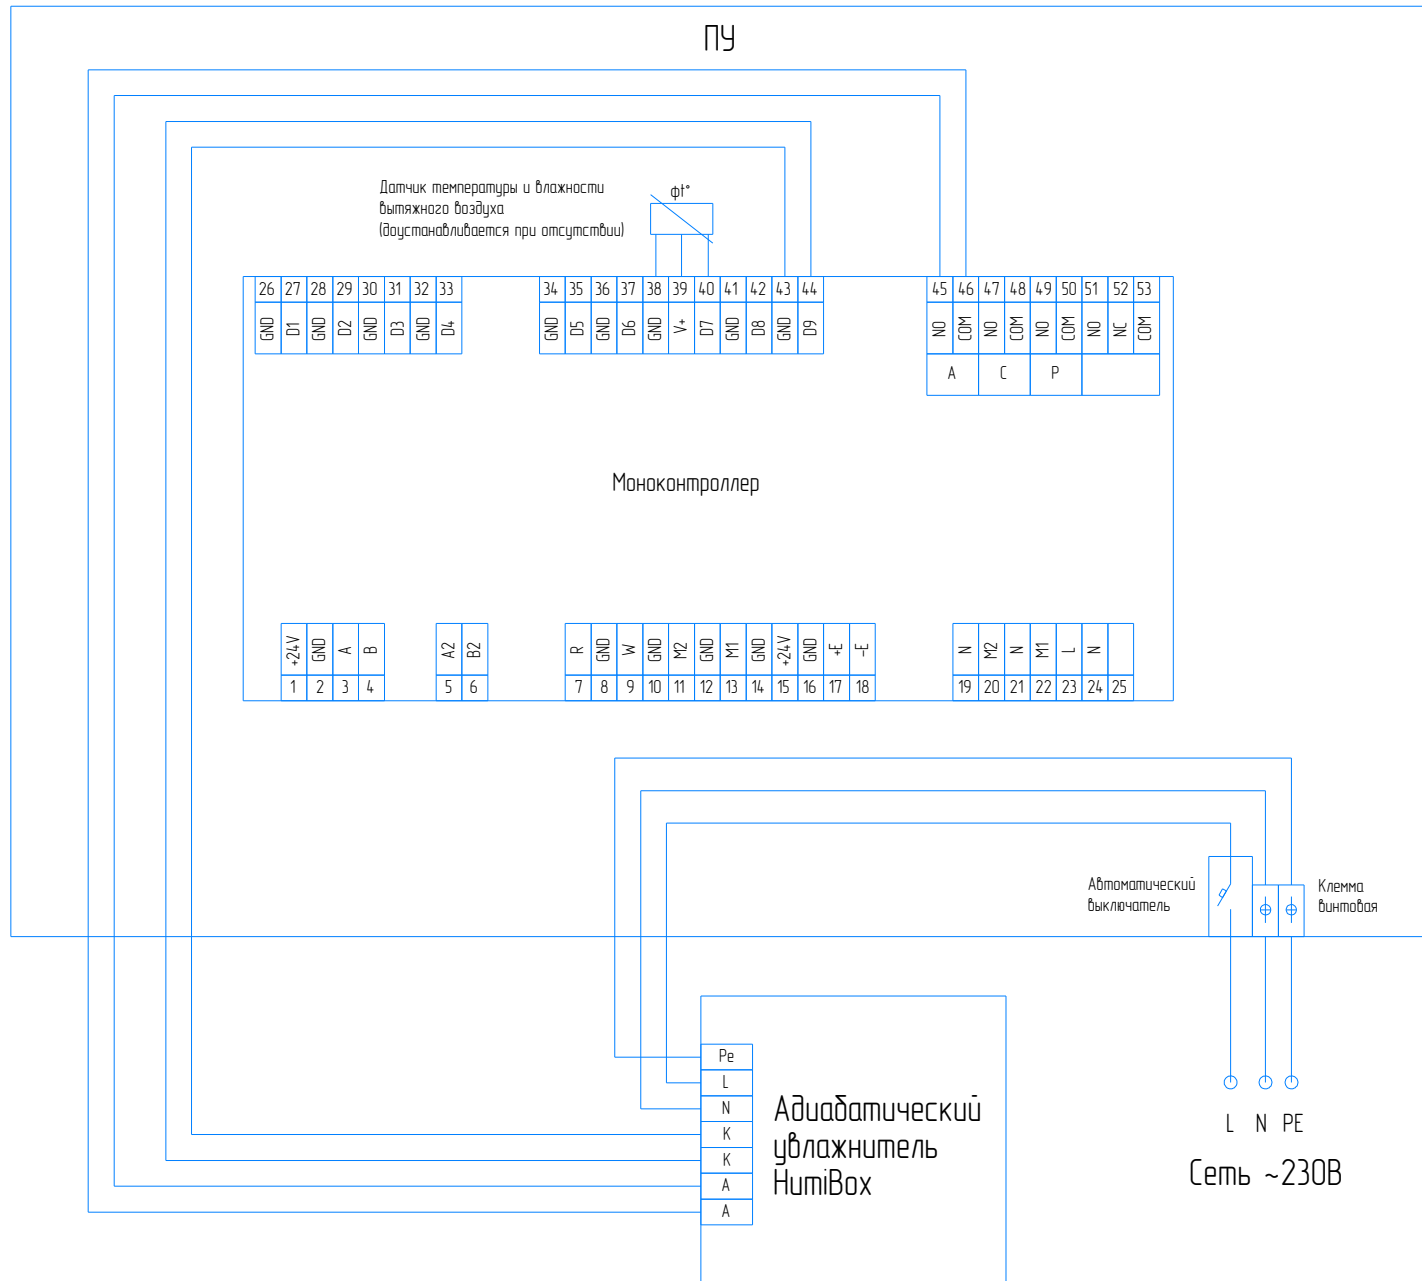 ПУ
Датчик температуры и влажности
вытяжного воздуха
(доустанавливается при отсутствии)
φt°
26 27 28 29 30 31 32 33
GND D1 GND D2 GND D3 GND D4
34 35 36 37 38 39 40 41 42 43 44
GND D5 GND D6 GND V+ D7 GND D8 GND D9
45 46 47 48 49 50 51 52 53
NO COM NO COM NO COM NO NC COM
A C P
Моноконтроллер
+24V GND A B
1 2 3 4
A2 B2
5 6
R GND W GND M2 GND M1 GND +24V GND +E -E
7 8 9 10 11 12 13 14 15 16 17 18
N M2 N M1 L N
19 20 21 22 23 24 25
Автоматический
выключатель
Клемма
винтовая
Pe
L
N
K
K
A
A
Адиабатический
увлажнитель
HumiBox
L N PE
Сеть ~230В